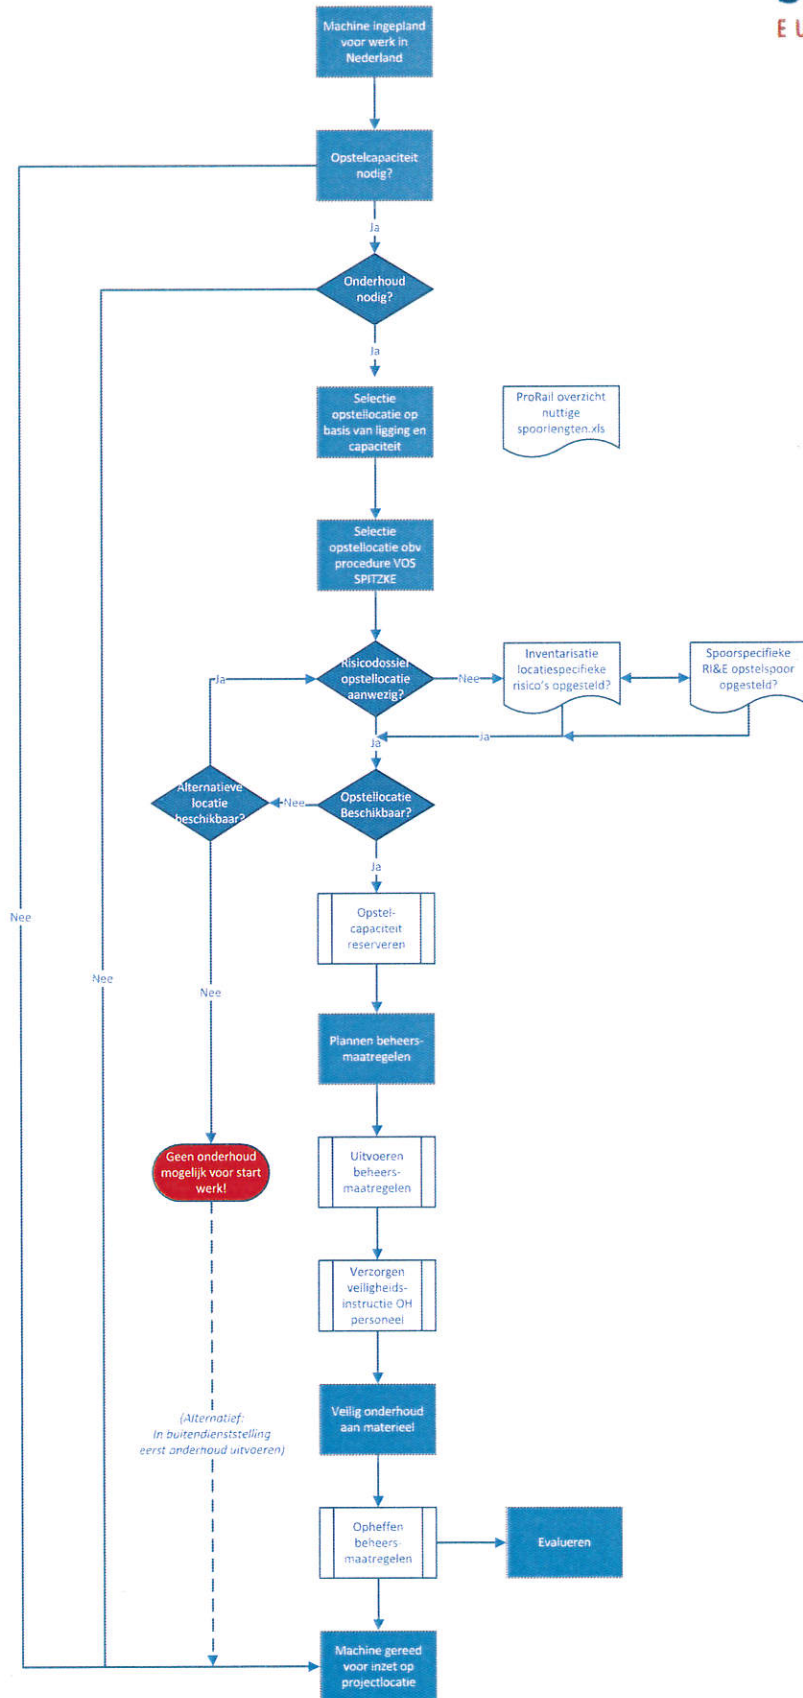 E U
Machine ingepland
voor werk in
Nederland
Opstelcapaciteit
nodig?
Ja
Onderhoud
nodig?
Ja
Selectie
opstellocatie op
basis van ligging en
capaciteit
ProRail overzicht
nuttige
spoorlengten.xls
Selectie
opstellocatie obv
procedure VOS
SPITZKE
Risicodossier
opstellocatie
aanwezig?
Nee
Inventarisatie
locatiespecifieke
risico's opgesteld?
Spoorspecifieke
RI&E opstelspoor
opgesteld?
Ja
Ja
Ja
Alternatieve
locatie
beschikbaar?
Nee
Opstellocatie
Beschikbaar?
Ja
Opstel-
capaciteit
reserveren
Nee
Nee
Nee
Plannen beheers-
maatregelen
Geen onderhoud
mogelijk voor start
werk!
Uitvoeren
beheers-
maatregelen
Verzorgen
veiligheids-
instructie OH
personeel
Veilig onderhoud
aan materieel
(Alternatief:
In buitendienststelling
eerst onderhoud uitvoeren)
Opheffen
beheers-
maatregelen
Evalueren
Machine gereed
voor inzet op
projectlocatie